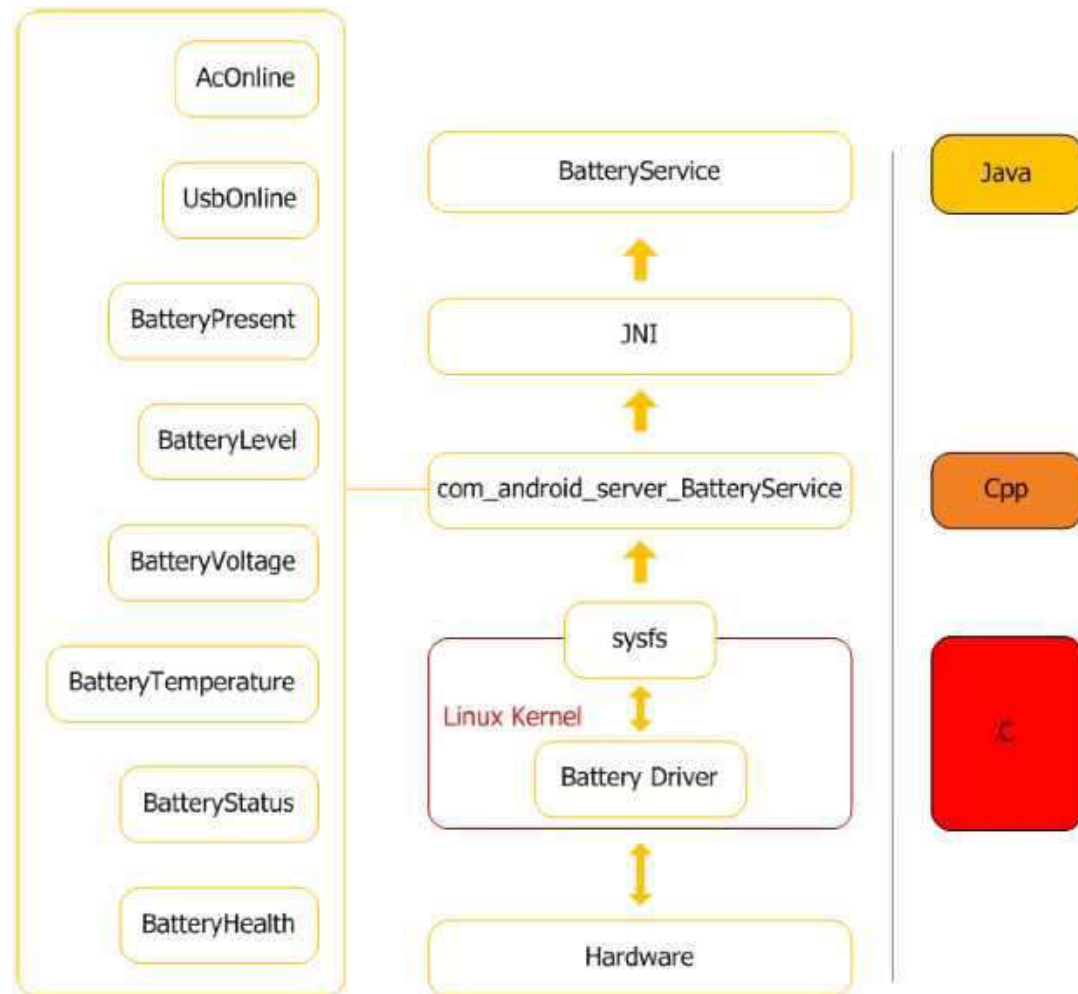 AcOnline
UsbOnline
BatteryPresent
BatteryLevel
BatteryVoltage
BatteryTemperature
BatteryStatus
BatteryHealth
BatteryService
JNI
com_android_server_BatteryService
sysfs
Linux Kernel
Battery Driver
Hardware
Java
Cpp
C